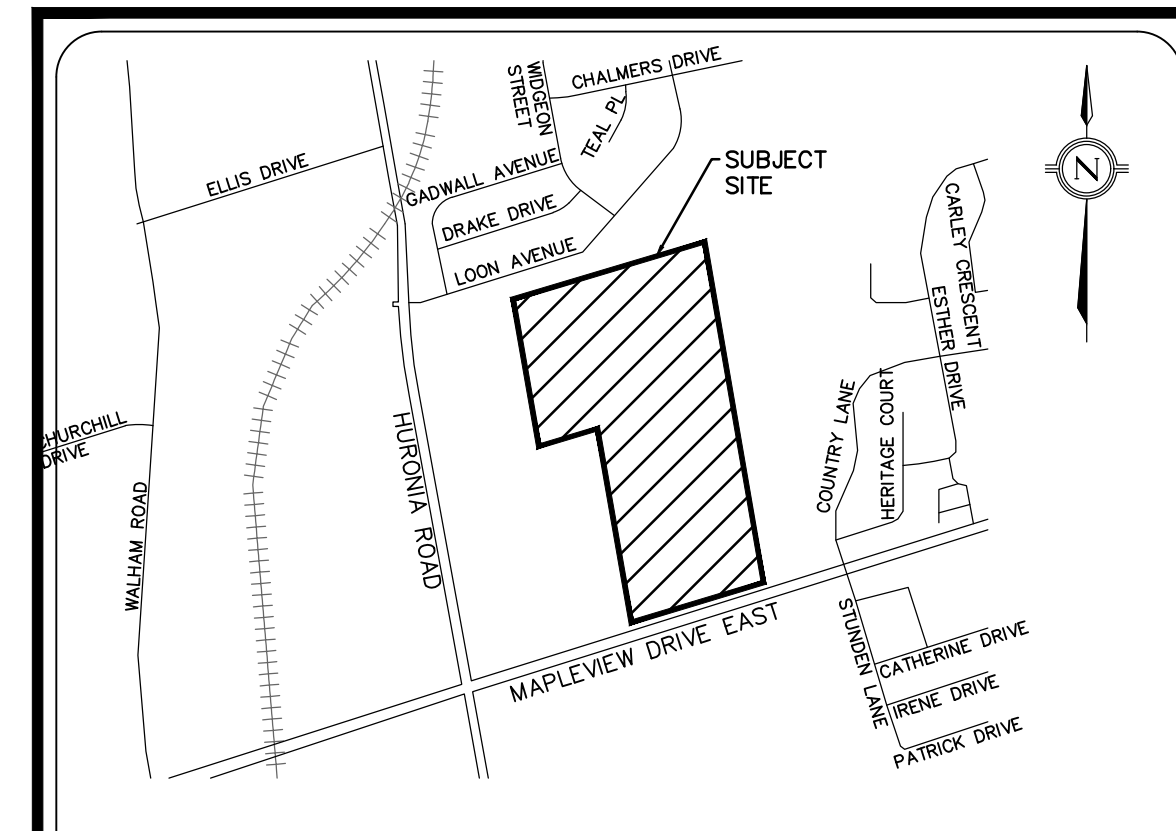 WIDGEON
STREET
CHALMERS DRIVE
TEAL PL
ELLIS DRIVE
GADWALL AVENUE
DRAKE DRIVE
LOON AVENUE
SUBJECT
SITE
N
CARLEY CRESCENT
ESTHER DRIVE
CHURCHILL
DRIVE
WALHAM ROAD
HURONIA ROAD
COUNTRY LANE
HERITAGE COURT
MAPLEVIEW DRIVE EAST
STUNDEN LANE
CATHERINE DRIVE
IRENE DRIVE
PATRICK DRIVE